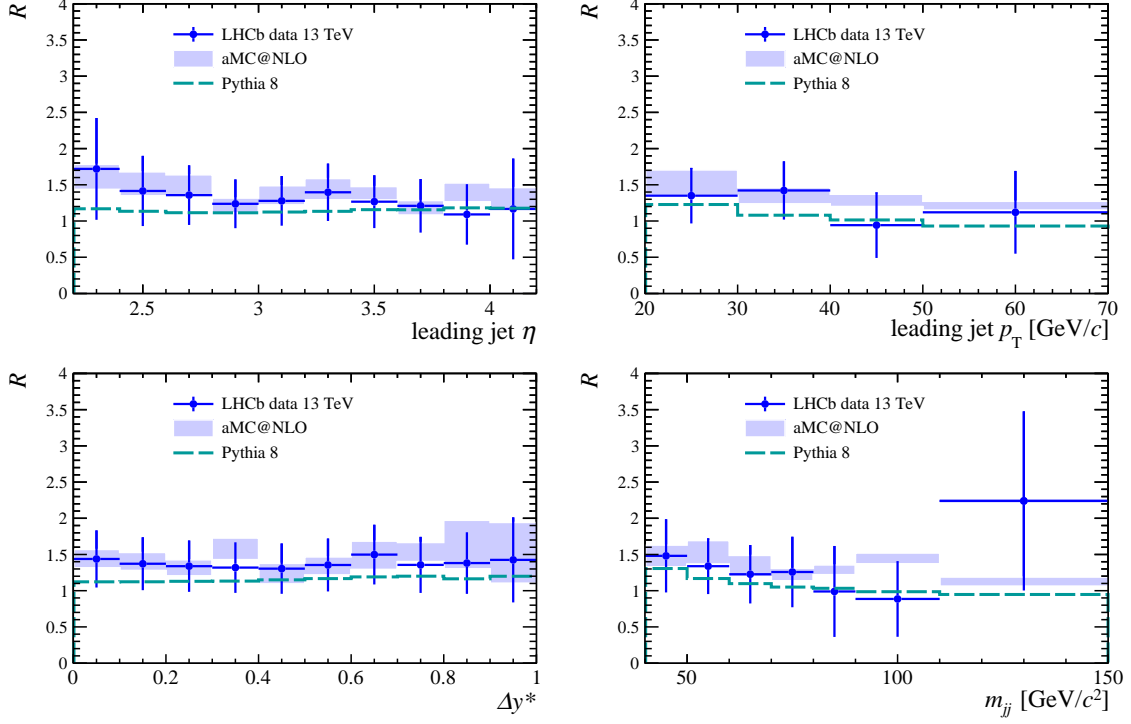 R
4
3.5
3
2.5
2
1.5
1
0.5
0
LHCb data 13 TeV
aMC@NLO
Pythia 8
2.5 3 3.5 4
leading jet η
R
4
3.5
3
2.5
2
1.5
1
0.5
0
LHCb data 13 TeV
aMC@NLO
Pythia 8
20 30 40 50 60 70
leading jet p_T [GeV/c]
R
4
3.5
3
2.5
2
1.5
1
0.5
0
LHCb data 13 TeV
aMC@NLO
Pythia 8
0 0.2 0.4 0.6 0.8 1
Δy*
R
4
3.5
3
2.5
2
1.5
1
0.5
0
LHCb data 13 TeV
aMC@NLO
Pythia 8
50 100 150
m_jj [GeV/c²]